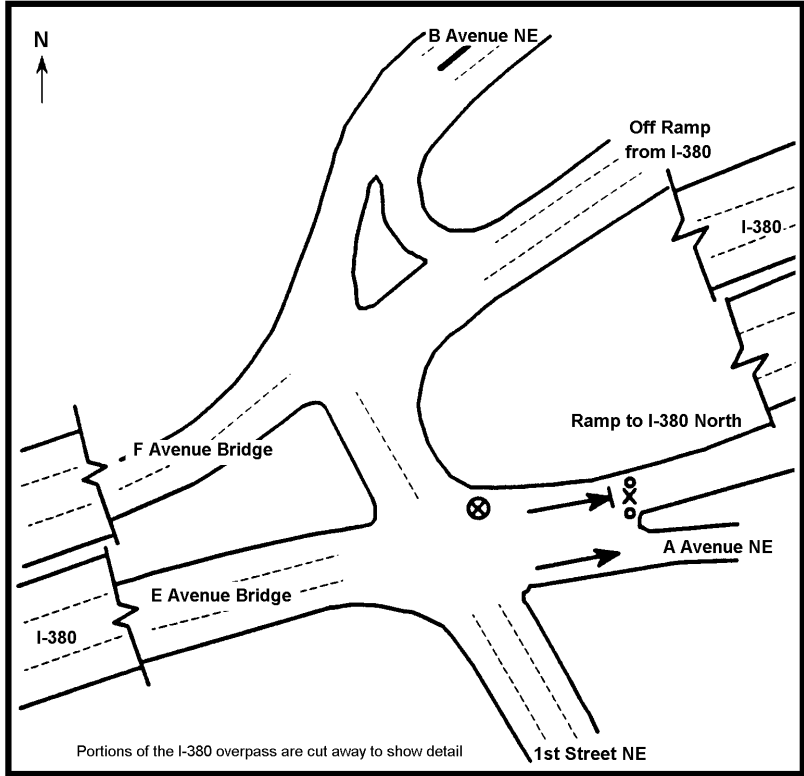 B Avenue NE
N
Off Ramp
from I-380
I-380
Ramp to I-380 North
F Avenue Bridge
A Avenue NE
E Avenue Bridge
I-380
Portions of the I-380 overpass are cut away to show detail
1st Street NE